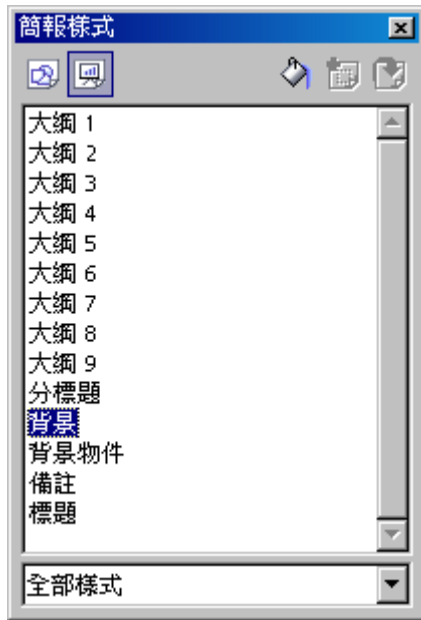 簡報樣式
大綱 1
大綱 2
大綱 3
大綱 4
大綱 5
大綱 6
大綱 7
大綱 8
大綱 9
分標題
背景
背景物件
備註
標題
全部樣式